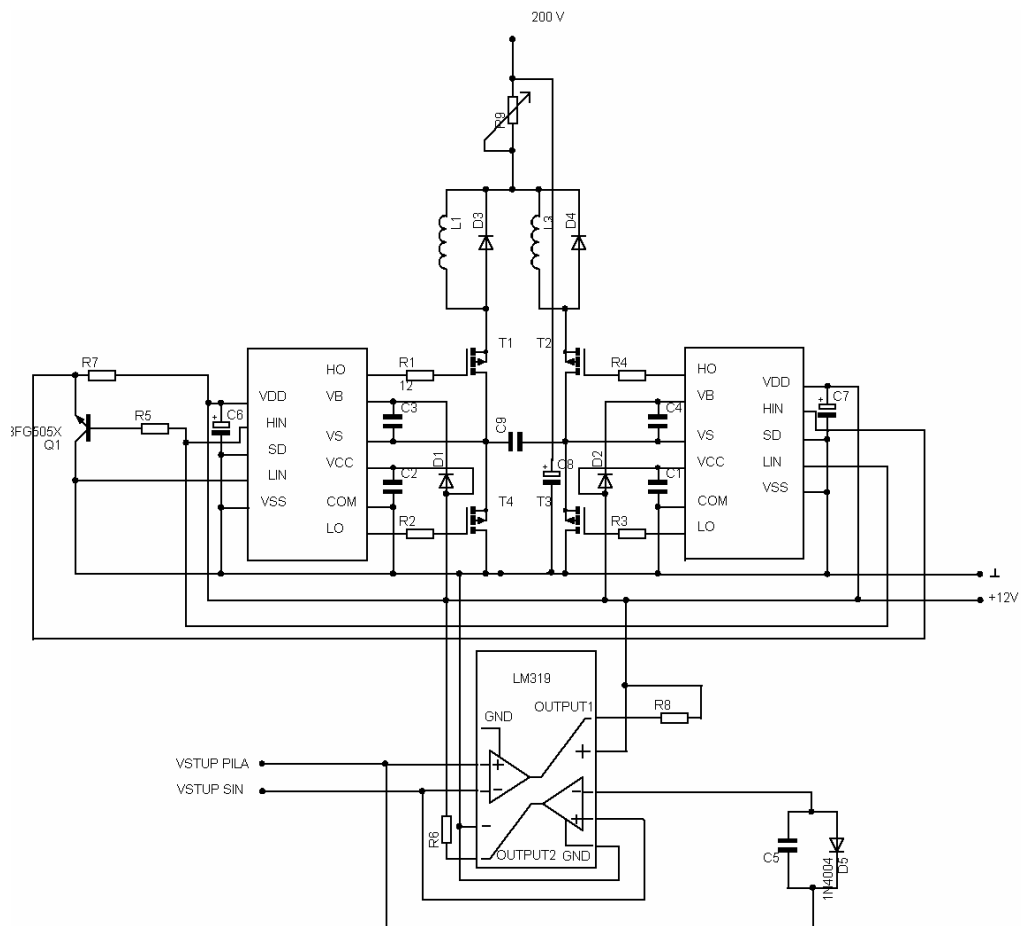 200 V
R9
L1
D3
L3
D4
T1
T2
R7
HO
R1
12
R4
HO
VDD
VB
VB
VDD
C6
C3
C4
C7
R5
HIN
HIN
BFG505X
Q1
VS
C9
VS
SD
SD
VCC
D1
C8
D2
VCC
LIN
LIN
C2
C1
VSS
VSS
COM
T4
T3
COM
LO
R2
R3
LO
+12V
LM319
OUTPUT1
R8
GND
VSTUP PILA
VSTUP SIN
R6
OUTPUT2
GND
C5
1N4004
D5